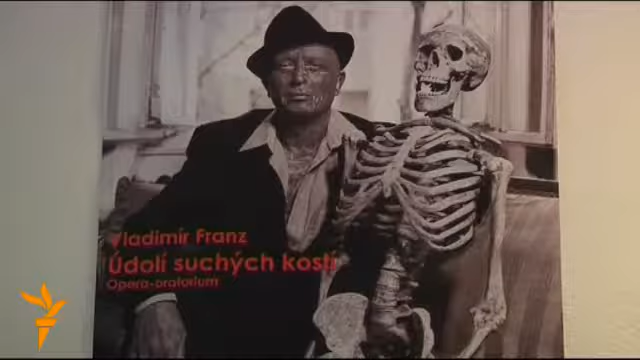 Vladimír Franz
Údolí suchých kostí
Opera-oratorium